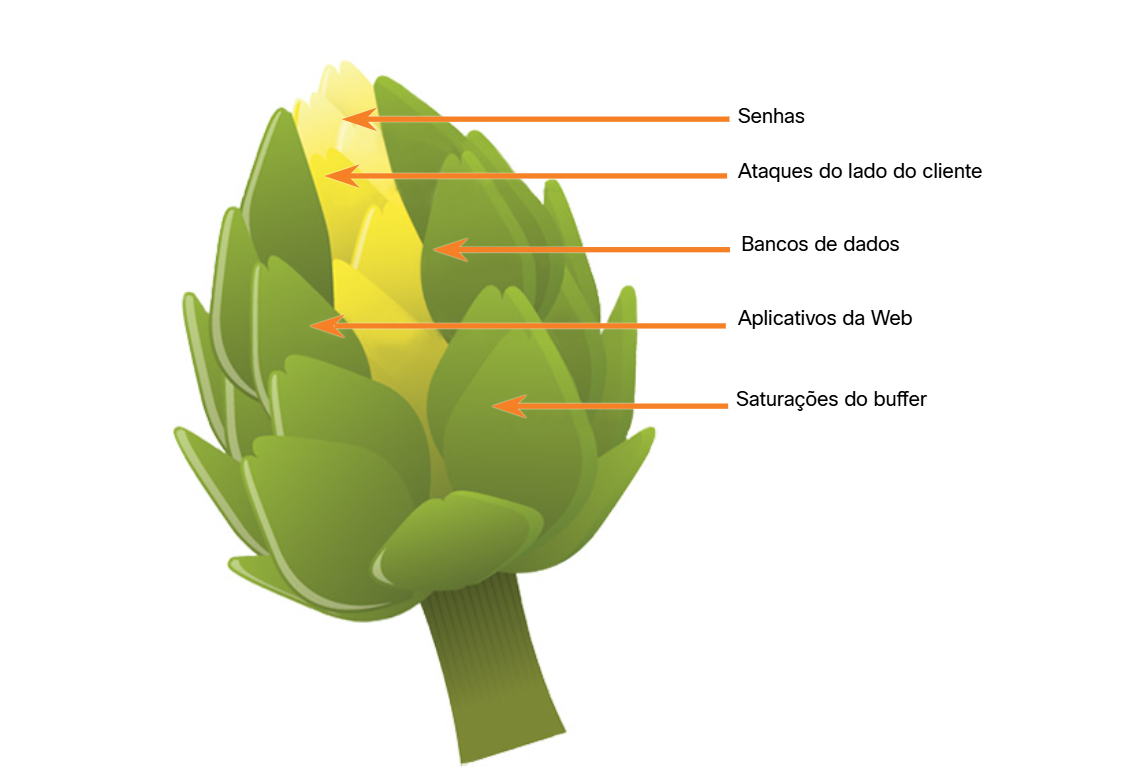 Senhas
Ataques do lado do cliente
Bancos de dados
Aplicativos da Web
Saturações do buffer